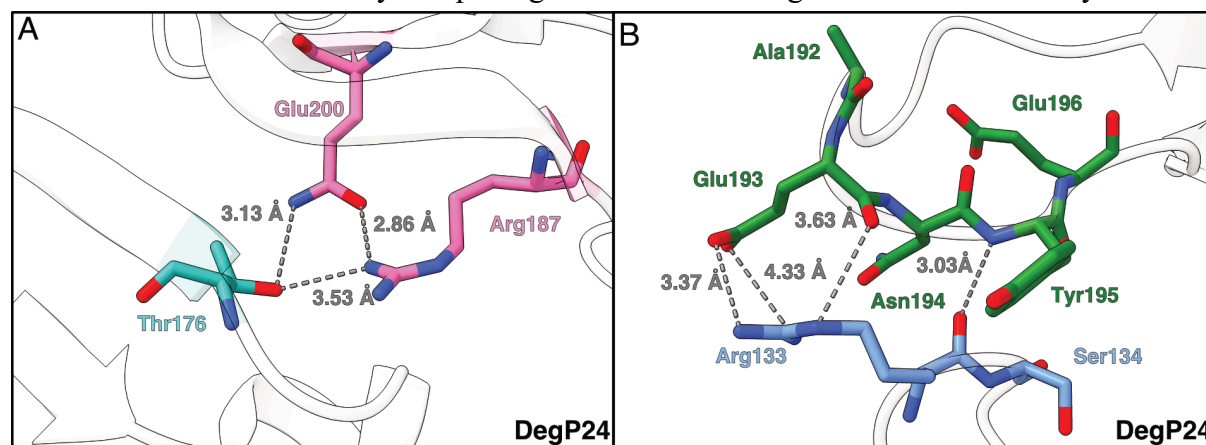 A
Glu200
3.13 Å
2.86 Å
Arg187
3.53 Å
Thr176
DegP24
B
Ala192
Glu196
Glu193
3.63 Å
4.33 Å
3.03Å
3.37 Å
Asn194
Tyr195
Arg133
Ser134
DegP24